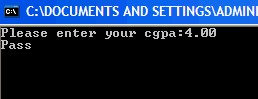 C:\DOCUMENTS AND SETTINGS\ADMINI
Please enter your cgpa:4.00
Pass